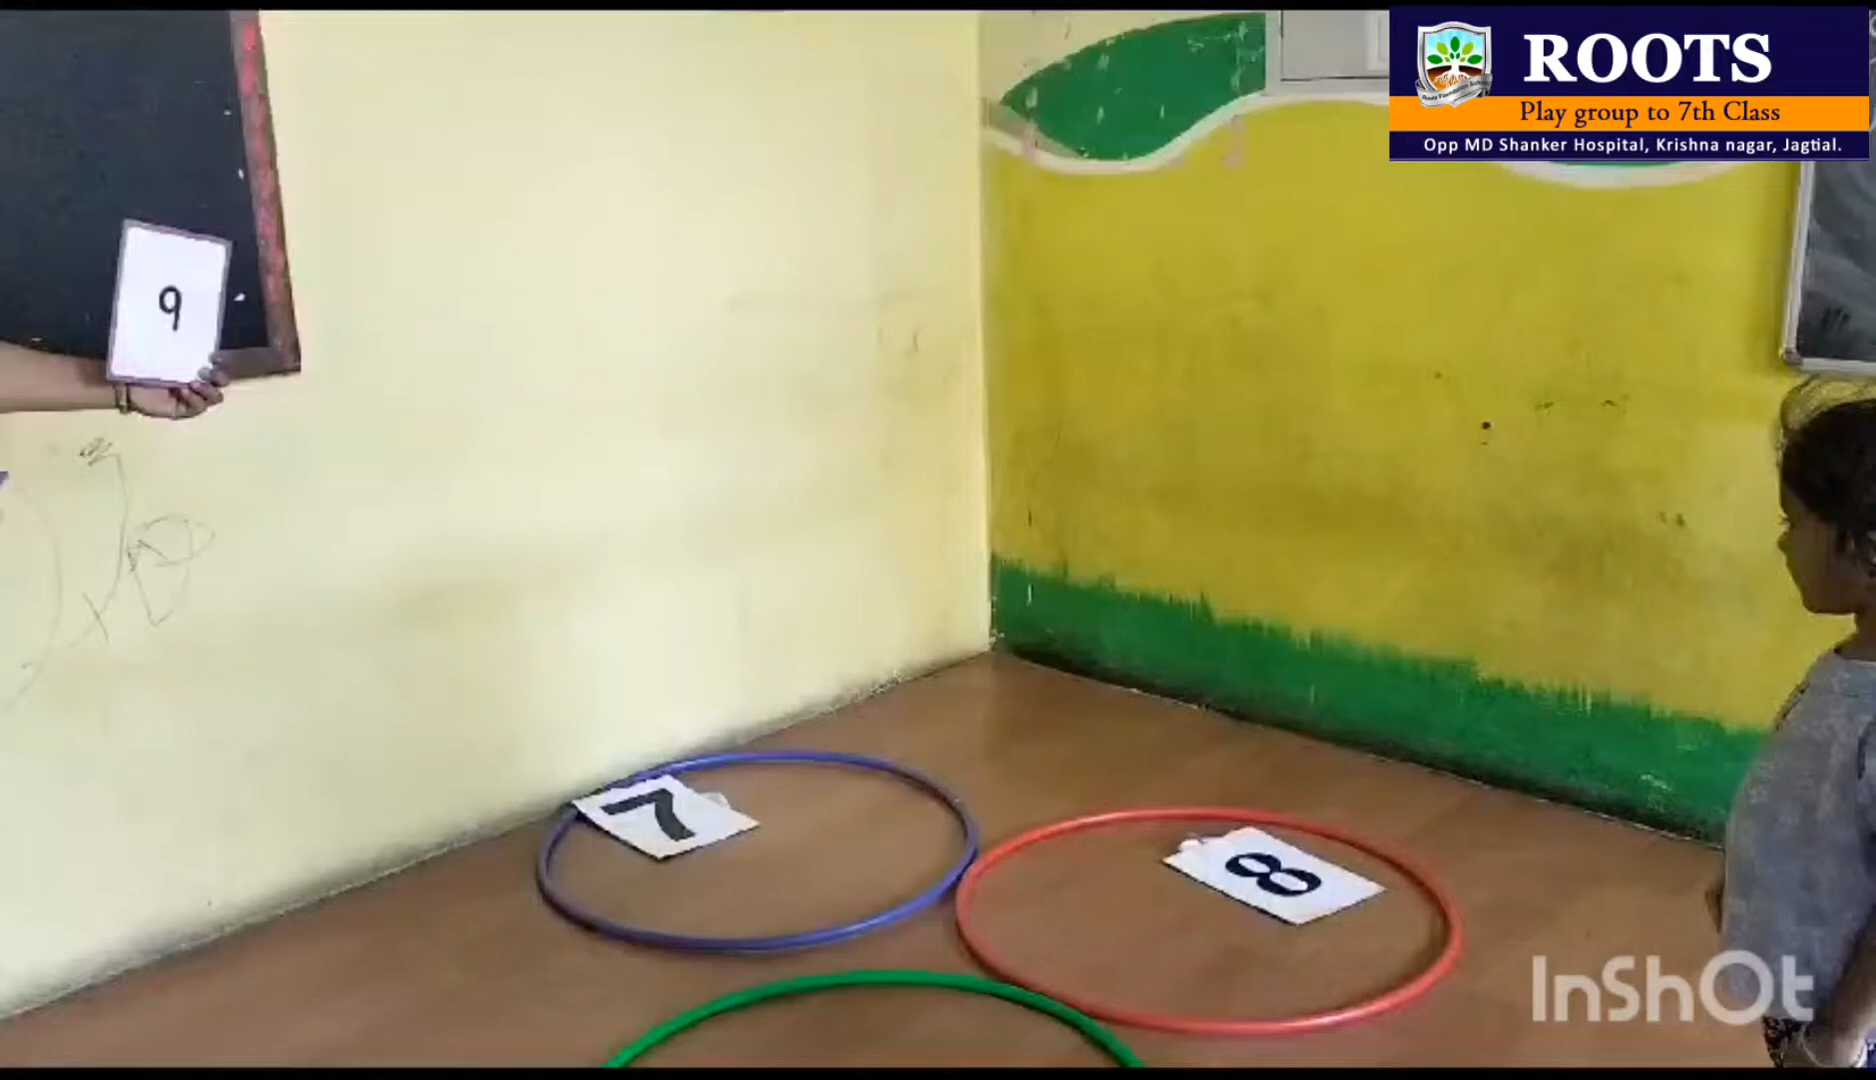 ROOTS
Play group to 7th Class
Opp MD Shanker Hospital, Krishna nagar, Jagtial.
9
7
8
InShOt